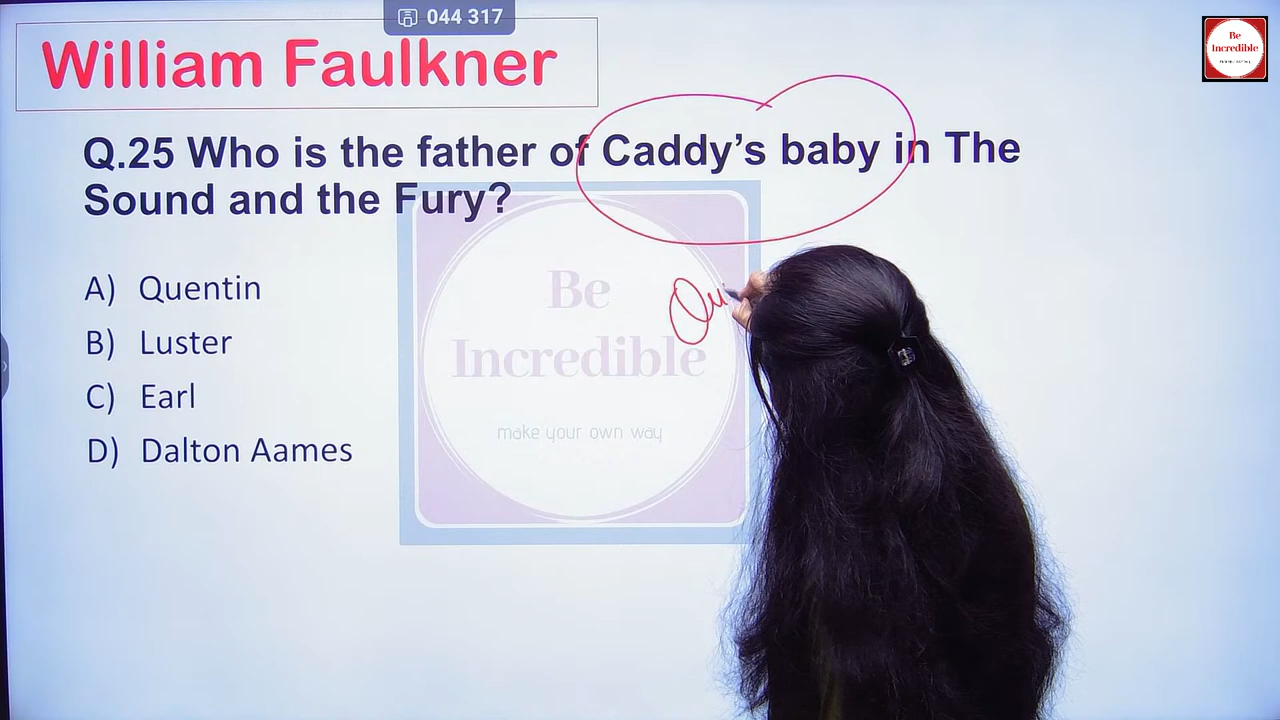 044 317
William Faulkner
Be
Incredible
Q.25 Who is the father of Caddy's baby in The
Sound and the Fury?
A) Quentin
B) Luster
C) Earl
D) Dalton Aames
Be
Incredible
make your own way
Qu